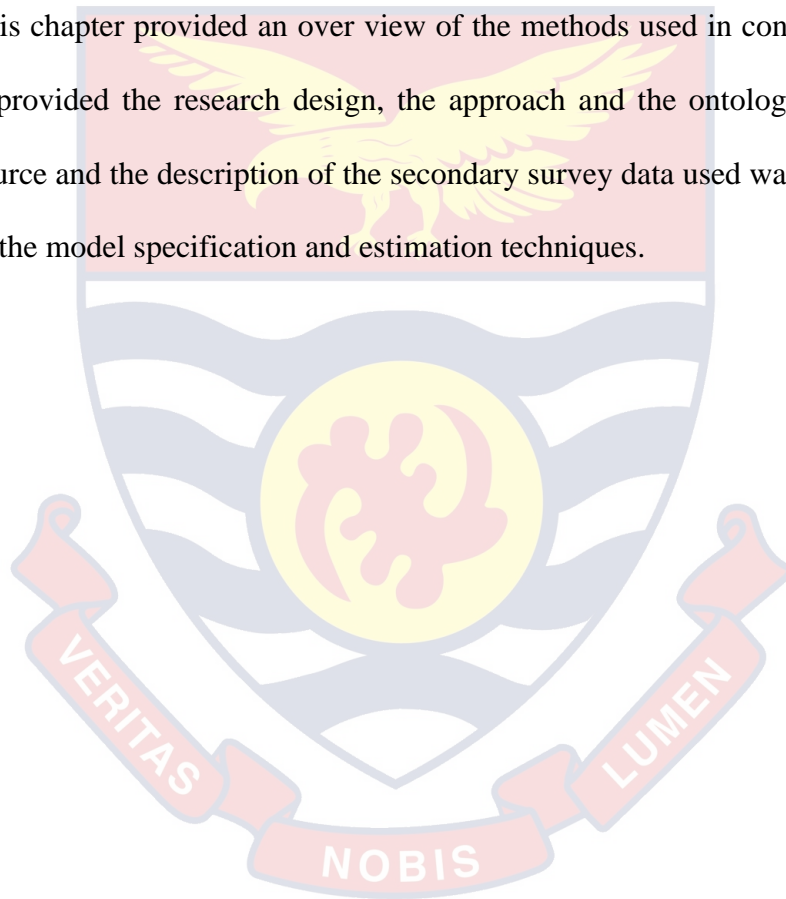 is chapter provided an over view of the methods used in con
provided the research design, the approach and the ontolog
urce and the description of the secondary survey data used wa
the model specification and estimation techniques.
VERITAS
NOBIS
LUMEN